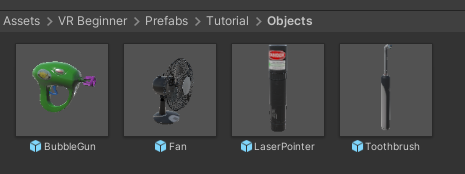 Assets > VR Beginner > Prefabs > Tutorial > Objects
BubbleGun Fan LaserPointer Toothbrush